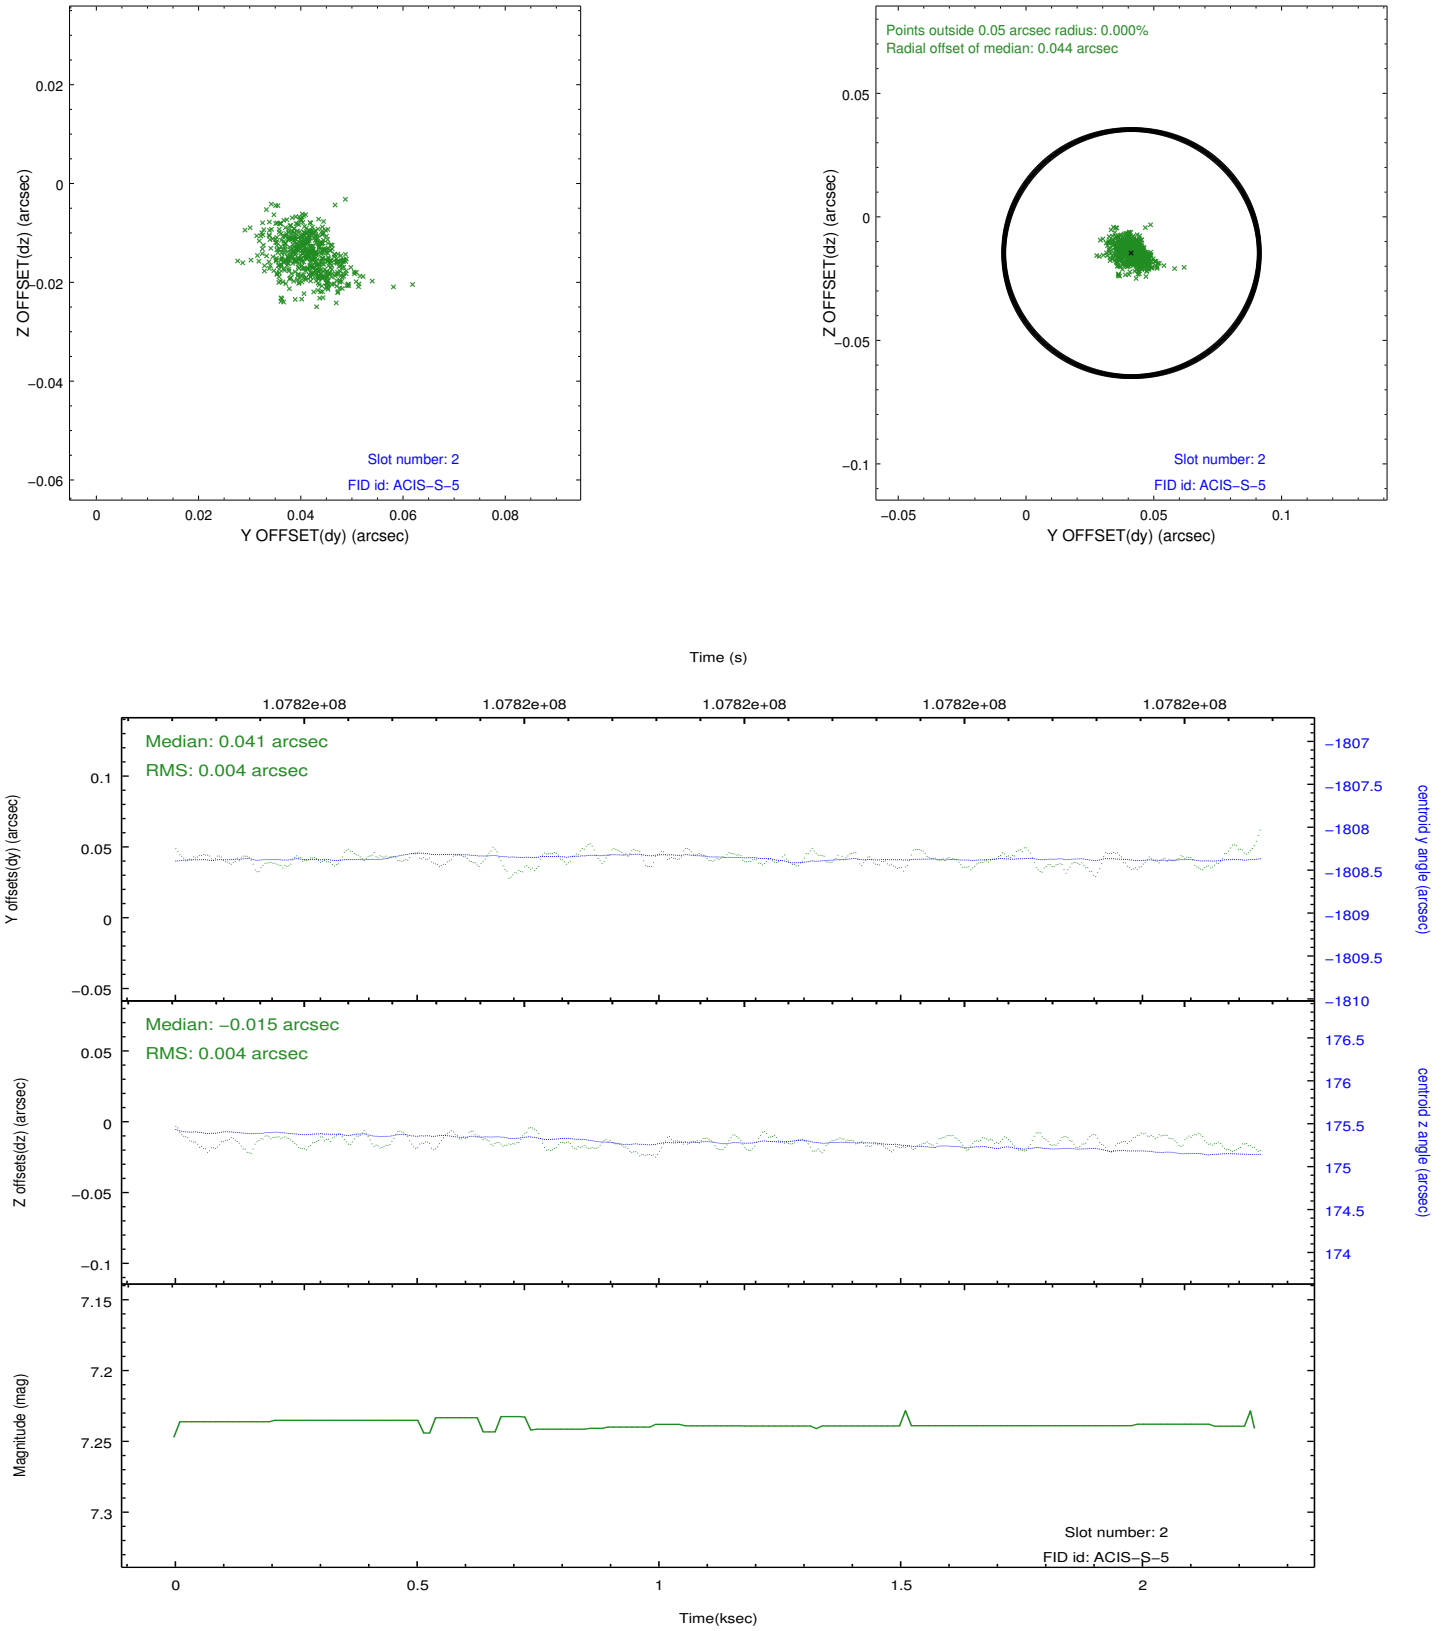 0.02
0
−0.02
−0.04
−0.06
Z OFFSET(dz) (arcsec)
Slot number: 2
FID id: ACIS−S−5
0
0.02
0.04
0.06
0.08
Y OFFSET(dy) (arcsec)
Points outside 0.05 arcsec radius: 0.000%
Radial offset of median: 0.044 arcsec
0.05
0
−0.05
−0.1
Z OFFSET(dz) (arcsec)
Slot number: 2
FID id: ACIS−S−5
−0.05
0
0.05
0.1
Y OFFSET(dy) (arcsec)
Time (s)
1.0782e+08
1.0782e+08
1.0782e+08
1.0782e+08
1.0782e+08
Median: 0.041 arcsec
RMS: 0.004 arcsec
0.1
0.05
0
−0.05
Y offsets(dy) (arcsec)
−1807
−1807.5
−1808
−1808.5
−1809
−1809.5
−1810
centroid y angle (arcsec)
Median: −0.015 arcsec
RMS: 0.004 arcsec
0.05
0
−0.05
−0.1
Z offsets(dz) (arcsec)
176.5
176
175.5
175
174.5
174
centroid z angle (arcsec)
7.15
7.2
7.25
7.3
Magnitude (mag)
Slot number: 2
FID id: ACIS−S−5
0
0.5
1
1.5
2
Time(ksec)